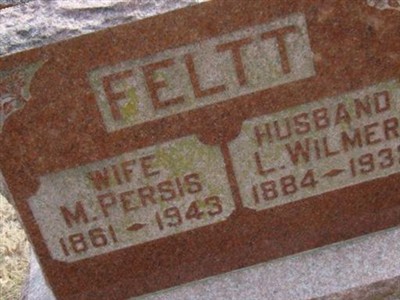 FELTT
WIFE
M. PERSIS
1861 - 1943
HUSBAND
L. WILMER
1884 -